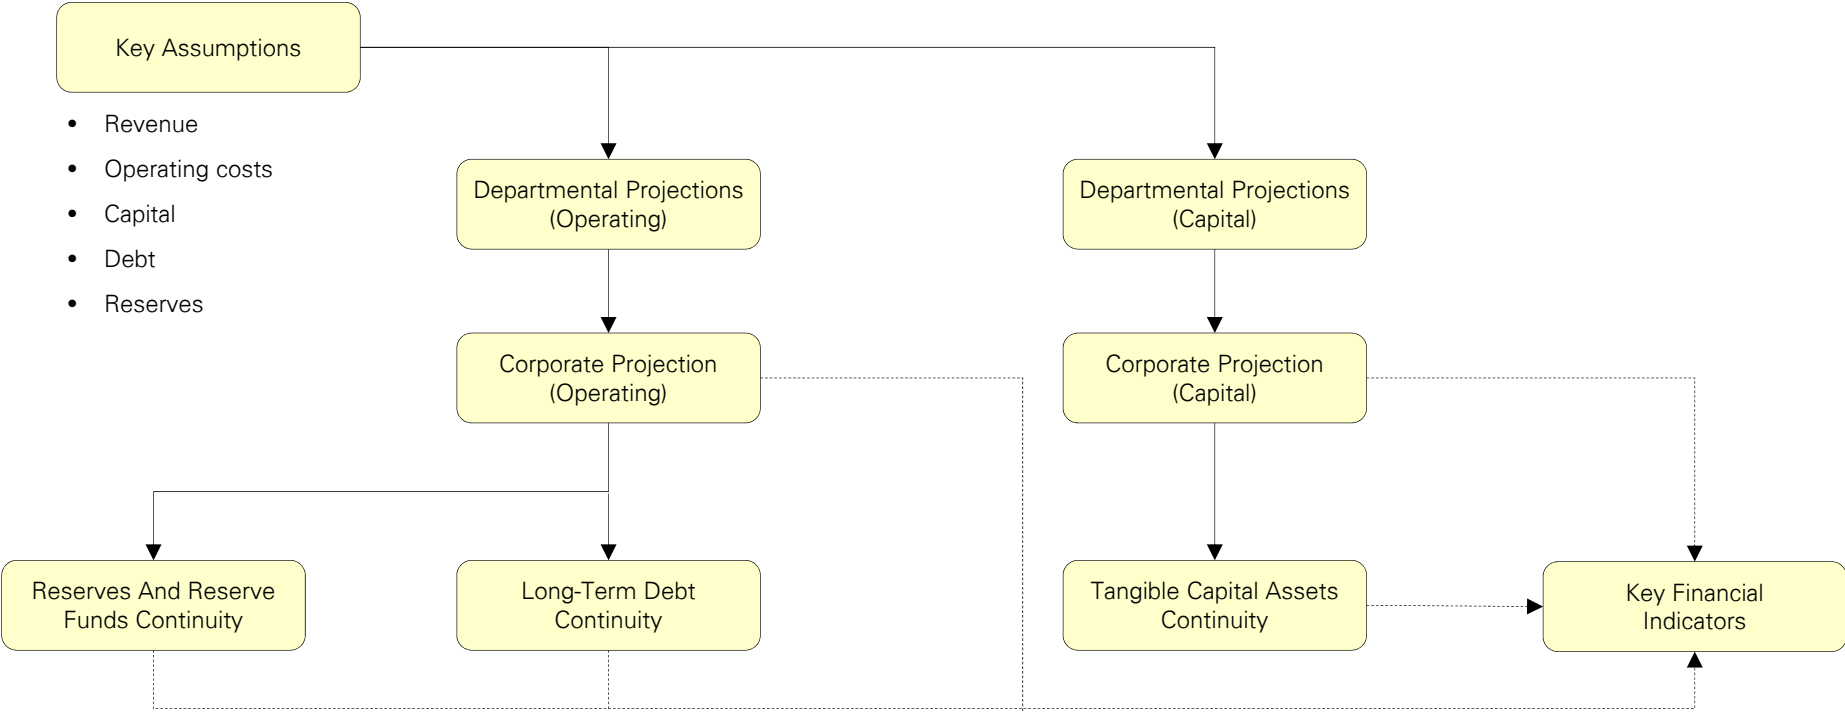 Key Assumptions
• Revenue
• Operating costs
• Capital
• Debt
• Reserves
Departmental Projections
(Operating)
Departmental Projections
(Capital)
Corporate Projection
(Operating)
Corporate Projection
(Capital)
Reserves And Reserve
Funds Continuity
Long-Term Debt
Continuity
Tangible Capital Assets
Continuity
Key Financial
Indicators